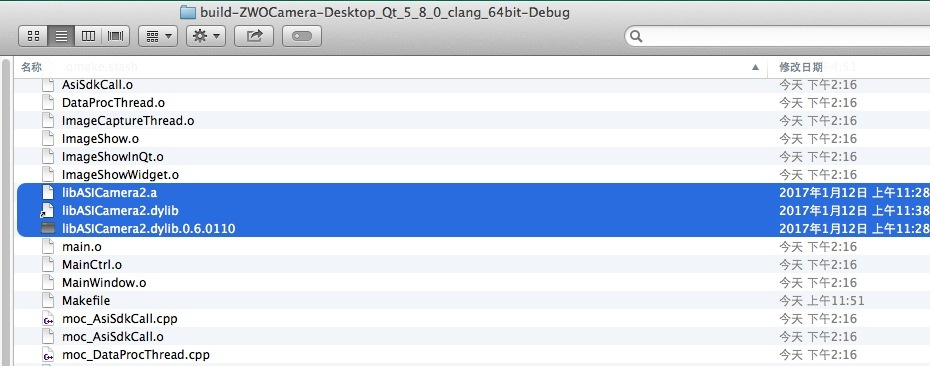 build-ZWOCamera-Desktop_Qt_5_8_0_clang_64bit-Debug
名称 修改日期
.qmake.stash
AsiSdkCall.o 今天 下午2:16
DataProcThread.o 今天 下午2:16
ImageCaptureThread.o 今天 下午2:16
ImageShow.o 今天 下午2:16
ImageShowInQt.o 今天 下午2:16
ImageShowWidget.o 今天 下午2:16
libASICamera2.a 2017年1月12日 上午11:28
libASICamera2.dylib 2017年1月12日 上午11:38
libASICamera2.dylib.0.6.0110 2017年1月12日 上午11:28
main.o 今天 下午2:16
MainCtrl.o 今天 下午2:16
MainWindow.o 今天 下午2:16
Makefile 今天 上午11:51
moc_AsiSdkCall.cpp 今天 下午2:16
moc_AsiSdkCall.o 今天 下午2:16
moc_DataProcThread.cpp 今天 下午2:16